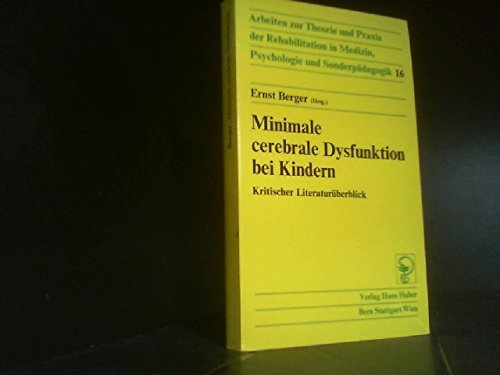 Arbeiten zur Theorie und Praxis
der Rehabilitation in Medizin,
Psychologie und Sonderpädagogik 16
Ernst Berger (Hrsg.)
Minimale
cerebrale Dysfunktion
bei Kindern
Kritischer Literaturüberblick
Verlag Hans Huber
Bern Stuttgart Wien